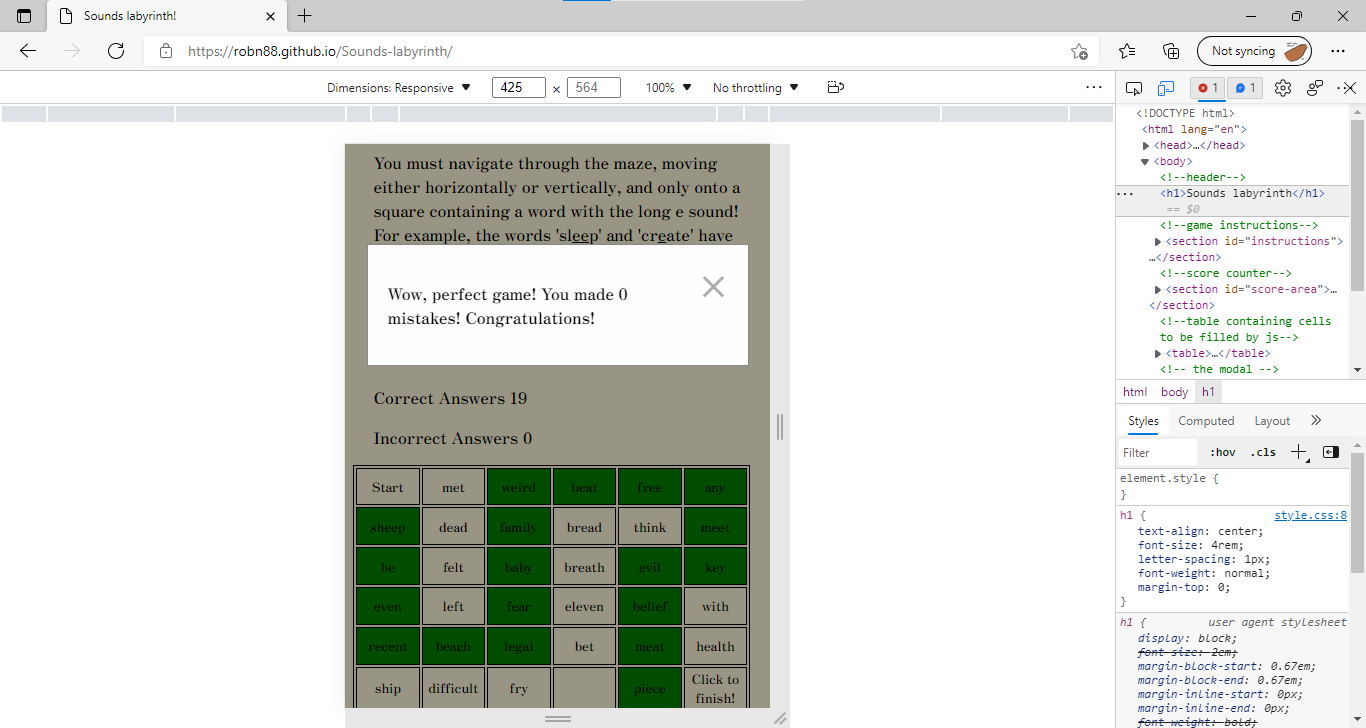 Sounds labyrinth!
https://robn88.github.io/Sounds-labyrinth/
Not syncing
Dimensions: Responsive ▼ 425 × 564 100% ▼ No throttling ▼
1 1
You must navigate through the maze, moving
either horizontally or vertically, and only onto a
square containing a word with the long e sound!
For example, the words 'sleep' and 'create' have
Wow, perfect game! You made 0
mistakes! Congratulations!
Correct Answers 19
Incorrect Answers 0
Start met weird beat free any
sheep dead family bread think meet
be felt baby breath evil key
even left fear eleven belief with
recent beach legal bet meat health
ship difficult fry piece Click to
finish!
<!DOCTYPE html>
<html lang="en">
<head>…</head>
<body>
<!--header-->
<h1>Sounds labyrinth</h1>
== $0
<!--game instructions-->
<section id="instructions">
…</section>
<!--score counter-->
<section id="score-area">…
</section>
<!--table containing cells
to be filled by js-->
<table>…</table>
<!-- the modal -->
html body h1
Styles Computed Layout
Filter :hov .cls
element.style {
}
h1 { style.css:8
text-align: center;
font-size: 4rem;
letter-spacing: 1px;
font-weight: normal;
margin-top: 0;
}
h1 { user agent stylesheet
display: block;
font-size: 2em;
margin-block-start: 0.67em;
margin-block-end: 0.67em;
margin-inline-start: 0px;
margin-inline-end: 0px;
font-weight: bold;